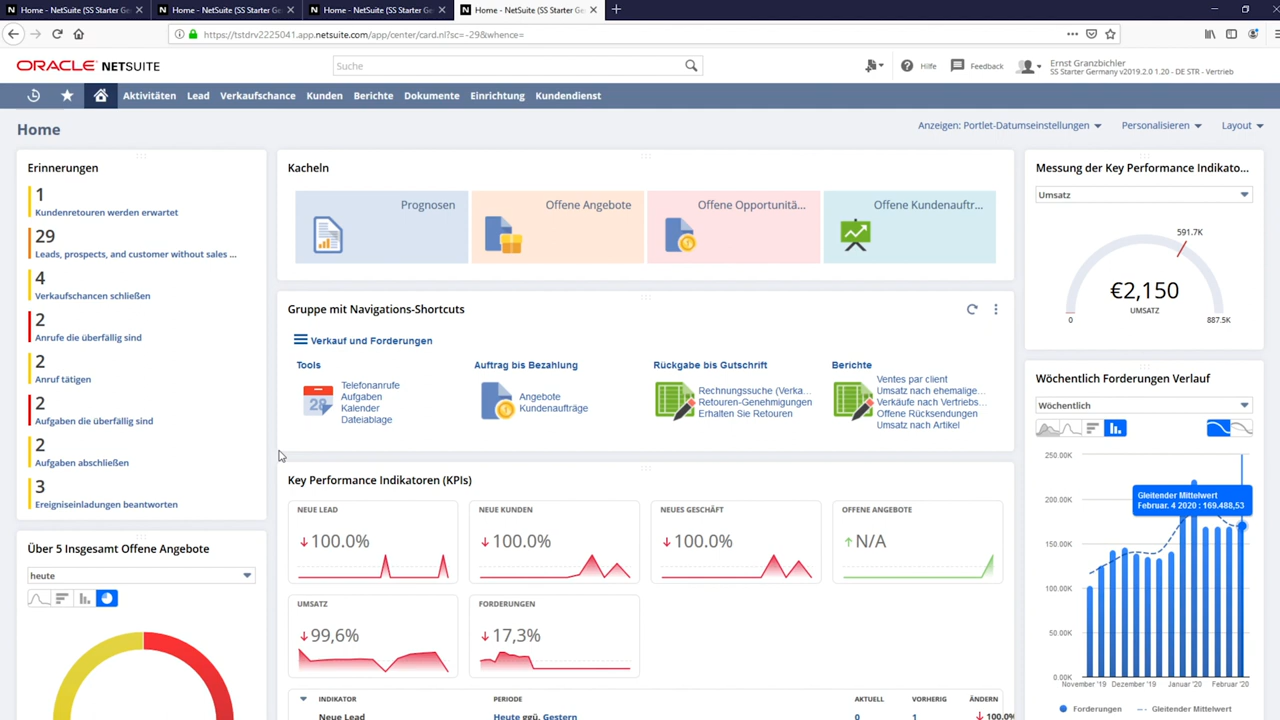 Home - NetSuite (SS Starter Ge
Home - NetSuite (SS Starter Ger
Home - NetSuite (SS Starter Ger
Home - NetSuite (SS Starter Ger
https://tstdrv2225041.app.netsuite.com/app/center/card.nl?sc=-29&whence=
ORACLE NETSUITE
Suche
Hilfe
Feedback
Ernst Granzbichler
SS Starter Germany v2019.2.0 1.20 - DE STR - Vertrieb
Aktivitäten Lead Verkaufschance Kunden Berichte Dokumente Einrichtung Kundendienst
Home
Anzeigen: Portlet-Datumseinstellungen Personalisieren Layout
Erinnerungen
1
Kundenretouren werden erwartet
29
Leads, prospects, and customer without sales ...
4
Verkaufschancen schließen
2
Anrufe die überfällig sind
2
Anruf tätigen
2
Aufgaben die überfällig sind
2
Aufgaben abschließen
3
Ereigniseinladungen beantworten
Über 5 Insgesamt Offene Angebote
heute
Kacheln
Prognosen
Offene Angebote
Offene Opportunitä...
Offene Kundenauftr...
Gruppe mit Navigations-Shortcuts
Verkauf und Forderungen
Tools
Telefonanrufe
Aufgaben
Kalender
Dateiablage
28
Auftrag bis Bezahlung
Angebote
Kundenaufträge
Rückgabe bis Gutschrift
Rechnungssuche (Verka...
Retouren-Genehmigungen
Erhalten Sie Retouren
Berichte
Ventes par client
Umsatz nach ehemalige...
Verkäufe nach Vertriebs...
Offene Rücksendungen
Umsatz nach Artikel
Key Performance Indikatoren (KPIs)
NEUE LEAD
100.0%
NEUE KUNDEN
100.0%
NEUES GESCHÄFT
100.0%
OFFENE ANGEBOTE
N/A
UMSATZ
99,6%
FORDERUNGEN
17,3%
INDIKATOR PERIODE AKTUELL VORHERIG ÄNDERN
Neue Lead Heute ggü. Gestern 0 1 100.0%
Messung der Key Performance Indikato...
Umsatz
591.7K
€2,150
UMSATZ
0
887.5K
Wöchentlich Forderungen Verlauf
Wöchentlich
250.00K
200.00K
150.00K
100.00K
50.00K
0.00K
Gleitender Mittelwert
Februar. 4 2020 : 169.488,53
November '19 Dezember '19 Januar '20 Februar '20
Forderungen Gleitender Mittelwert